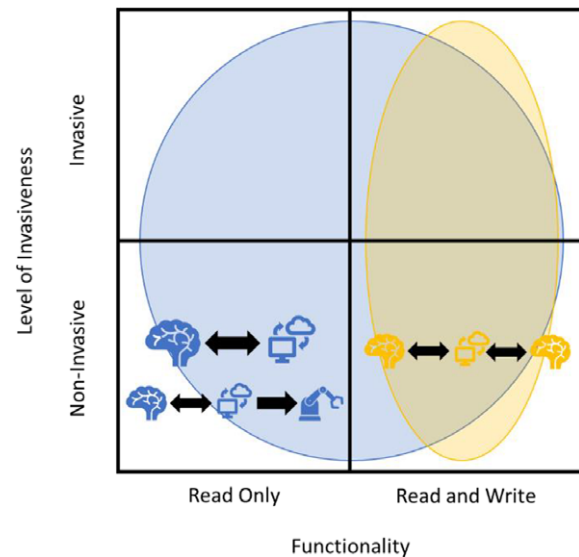 Level of Invasiveness
Invasive
Non-Invasive
Read Only
Read and Write
Functionality